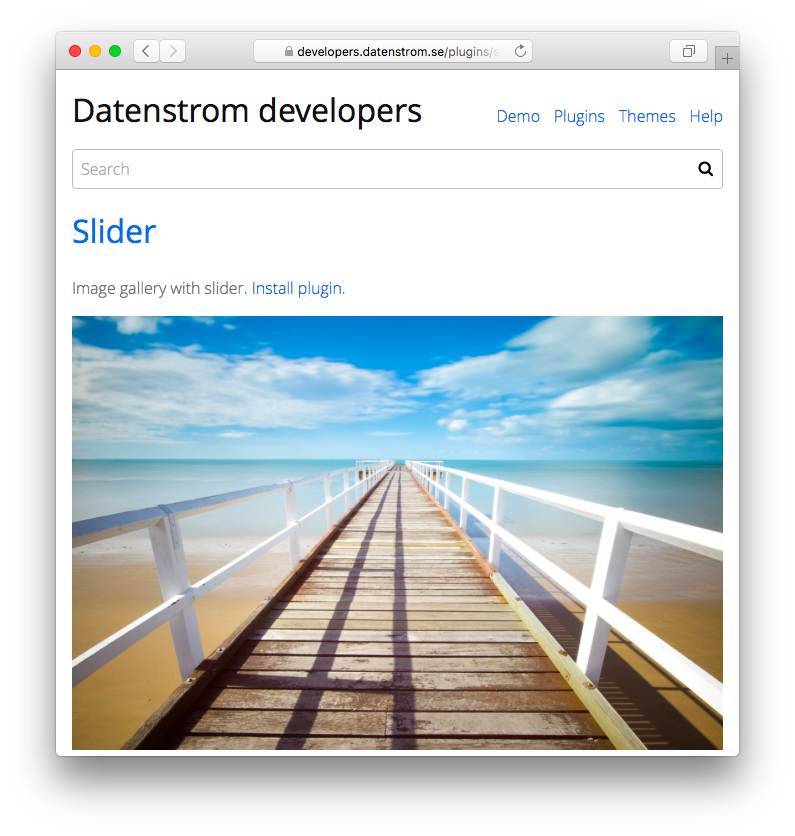 developers.datenstrom.se/plugins/s
Datenstrom developers
Demo Plugins Themes Help
Search
Slider
Image gallery with slider. Install plugin.